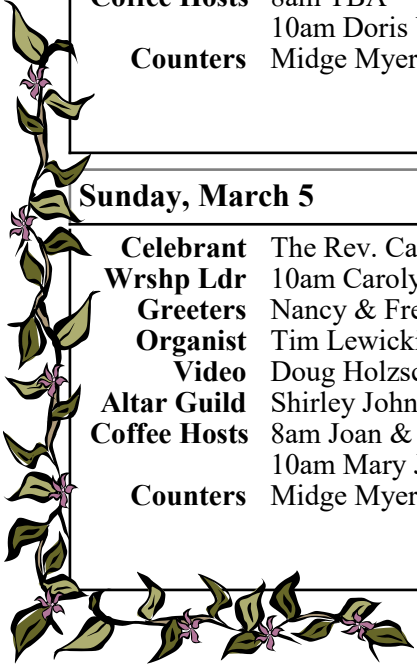 Coffee Hosts 8am TBA
10am Doris
Counters Midge Myer
Sunday, March 5
Celebrant The Rev. Ca
Wrshp Ldr 10am Caroly
Greeters Nancy & Fre
Organist Tim Lewick
Video Doug Holzsc
Altar Guild Shirley John
Coffee Hosts 8am Joan &
10am Mary
Counters Midge Myer